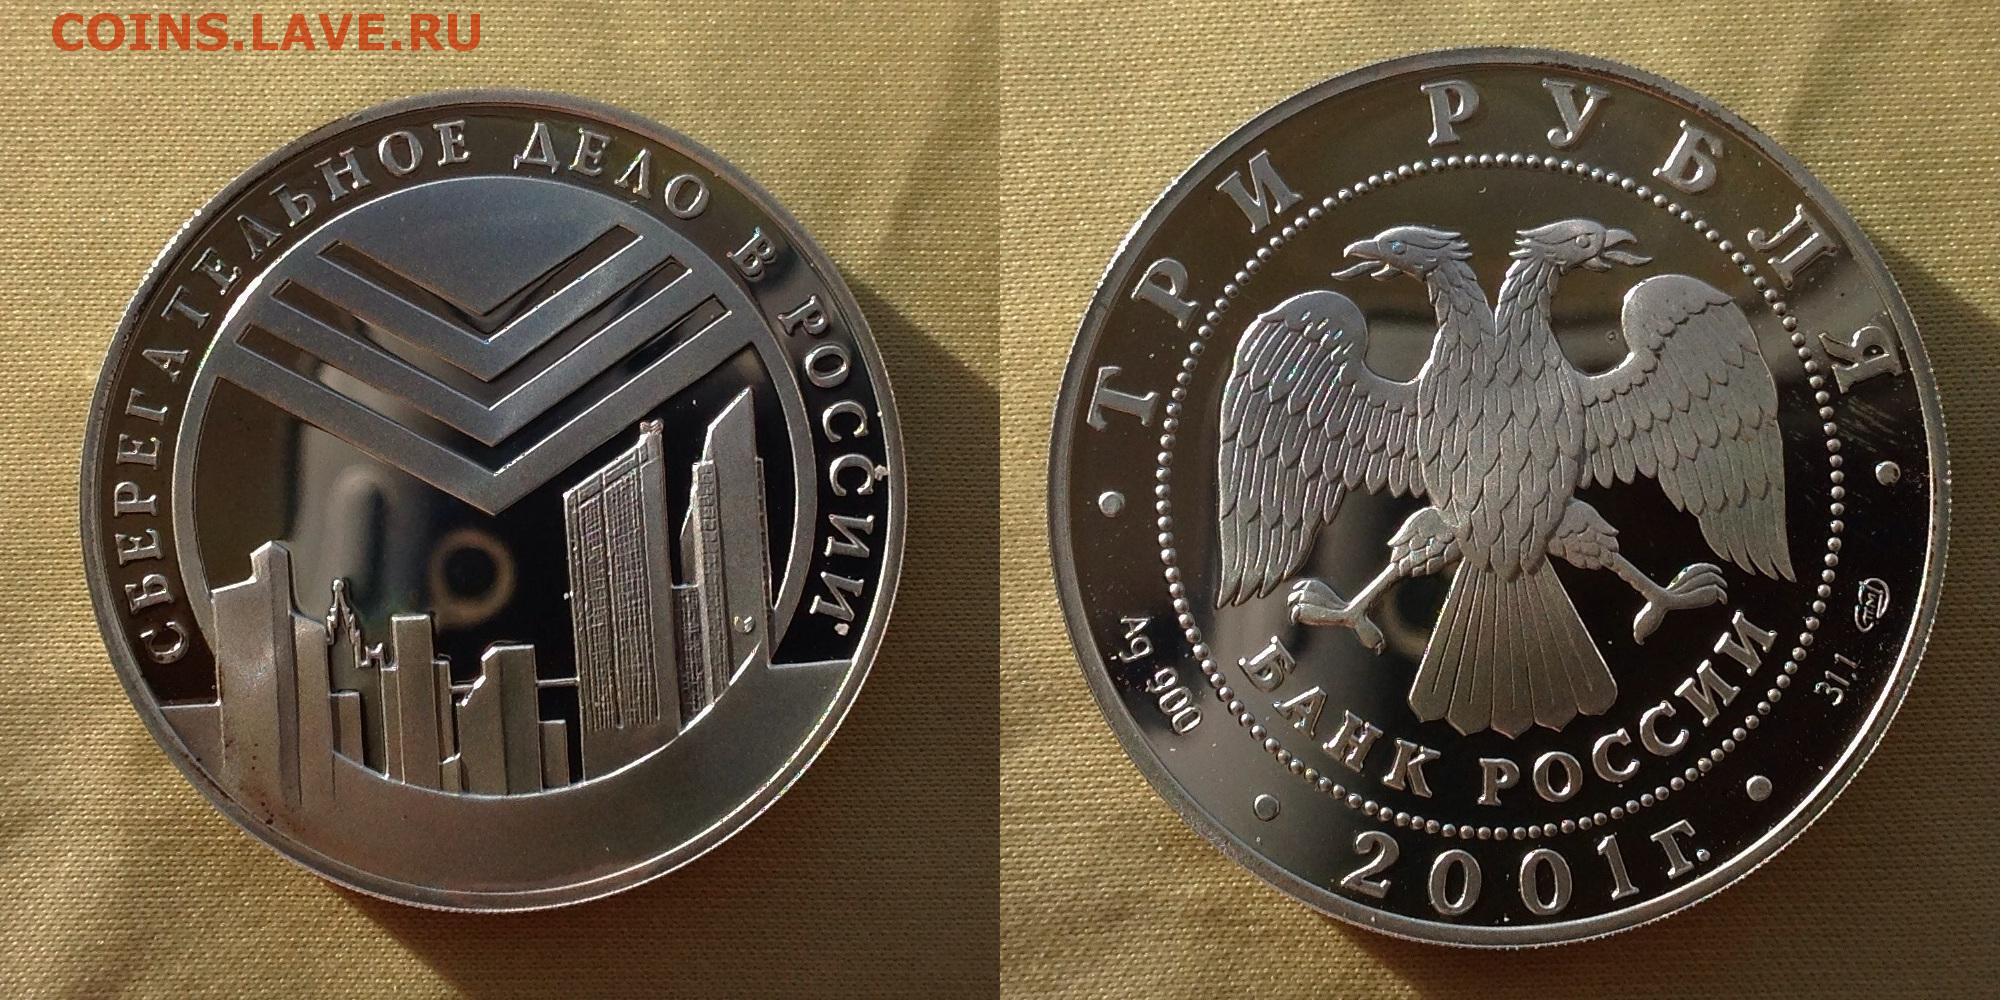 COINS.LAVE.RU
СБЕРЕГАТЕЛЬНОЕ ДЕЛО В РОССИИ
ТРИ РУБЛЯ
БАНК РОССИИ
Ag 900
31,1
2001 г.